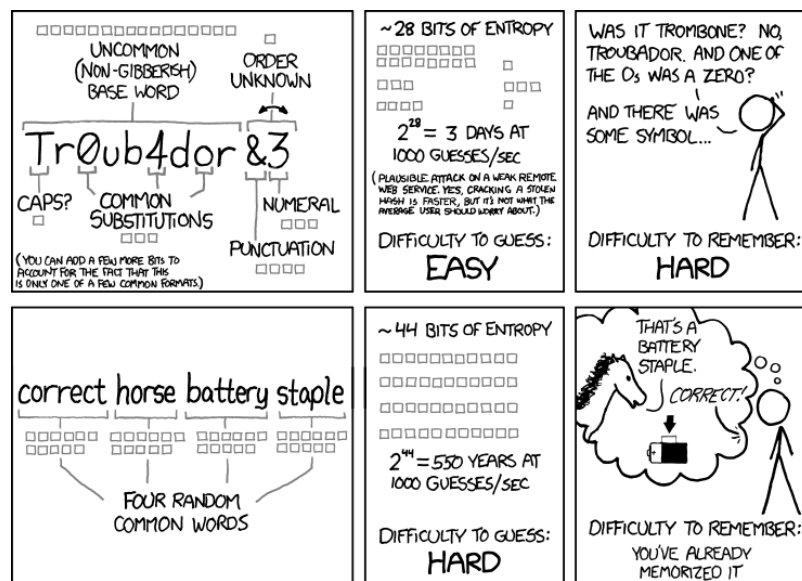 UNCOMMON
(NON-GIBBERISH)
BASE WORD
ORDER
UNKNOWN
Tr0ub4dor &3
CAPS?
COMMON
SUBSTITUTIONS
NUMERAL
PUNCTUATION
(YOU CAN ADD A FEW MORE BITS TO
ACCOUNT FOR THE FACT THAT THIS
IS ONLY ONE OF A FEW COMMON FORMATS.)
~28 BITS OF ENTROPY
2^28 = 3 DAYS AT
1000 GUESSES/SEC
(PLAUSIBLE ATTACK ON A WEAK REMOTE
WEB SERVICE. YES, CRACKING A STOLEN
HASH IS FASTER, BUT IT'S NOT WHAT THE
AVERAGE USER SHOULD WORRY ABOUT.)
DIFFICULTY TO GUESS:
EASY
WAS IT TROMBONE? NO,
TROUBADOR. AND ONE OF
THE Os WAS A ZERO?
AND THERE WAS
SOME SYMBOL...
DIFFICULTY TO REMEMBER:
HARD
correct horse battery staple
FOUR RANDOM
COMMON WORDS
~44 BITS OF ENTROPY
2^44 = 550 YEARS AT
1000 GUESSES/SEC
DIFFICULTY TO GUESS:
HARD
THAT'S A
BATTERY
STAPLE.
CORRECT!
DIFFICULTY TO REMEMBER:
YOU'VE ALREADY
MEMORIZED IT